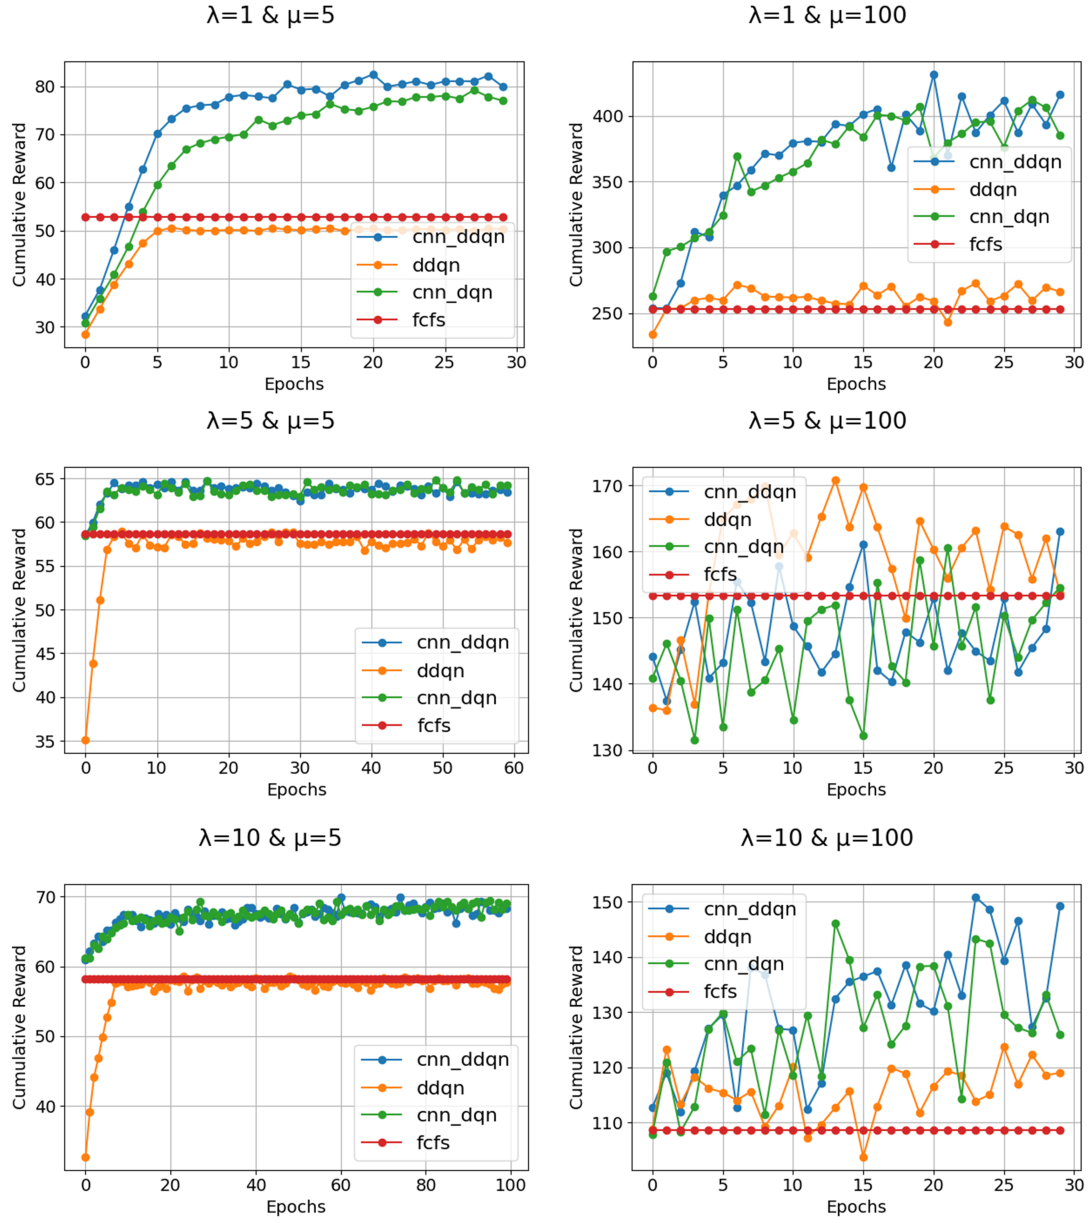 λ=1 & μ=5
Cumulative Reward
80
70
60
50
40
30
0 5 10 15 20 25 30
Epochs
cnn_ddqn
ddqn
cnn_dqn
fcfs
λ=1 & μ=100
Cumulative Reward
400
350
300
250
0 5 10 15 20 25 30
Epochs
cnn_ddqn
ddqn
cnn_dqn
fcfs
λ=5 & μ=5
Cumulative Reward
65
60
55
50
45
40
35
0 10 20 30 40 50 60
Epochs
cnn_ddqn
ddqn
cnn_dqn
fcfs
λ=5 & μ=100
Cumulative Reward
170
160
150
140
130
0 5 10 15 20 25 30
Epochs
cnn_ddqn
ddqn
cnn_dqn
fcfs
λ=10 & μ=5
Cumulative Reward
70
60
50
40
0 20 40 60 80 100
Epochs
cnn_ddqn
ddqn
cnn_dqn
fcfs
λ=10 & μ=100
Cumulative Reward
150
140
130
120
110
0 5 10 15 20 25 30
Epochs
cnn_ddqn
ddqn
cnn_dqn
fcfs